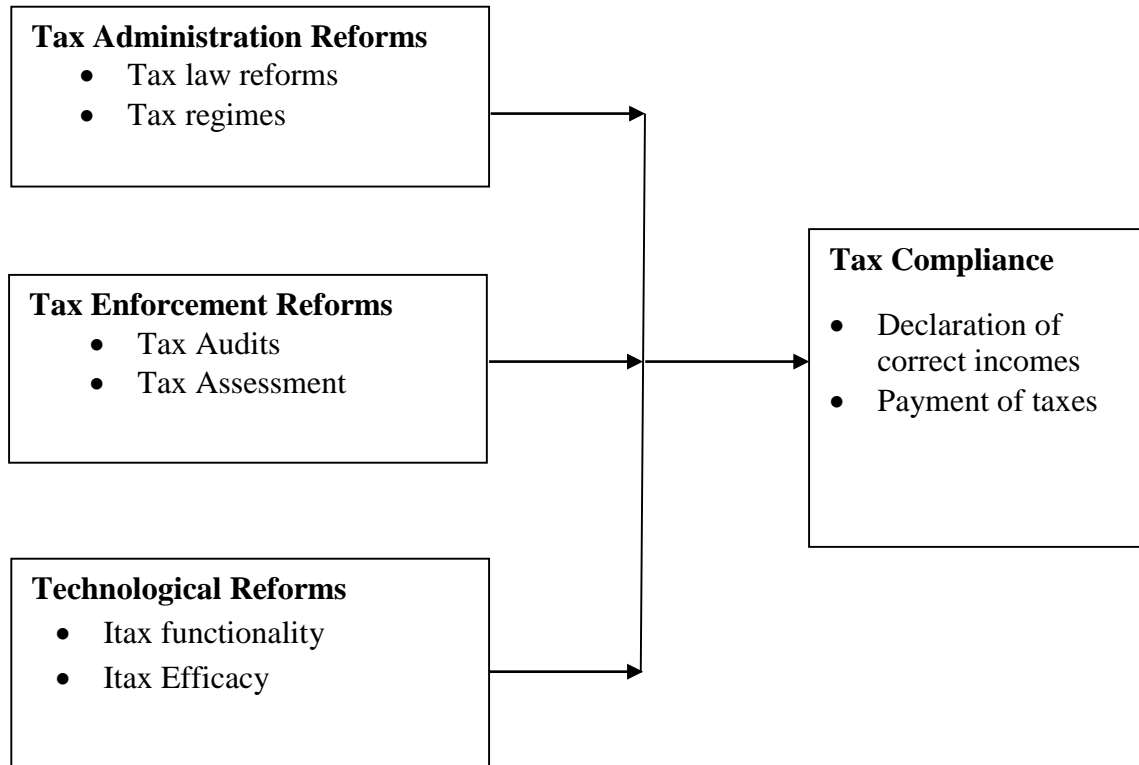 Tax Administration Reforms
• Tax law reforms
• Tax regimes
Tax Enforcement Reforms
• Tax Audits
• Tax Assessment
Technological Reforms
• Itax functionality
• Itax Efficacy
Tax Compliance
• Declaration of
correct incomes
• Payment of taxes